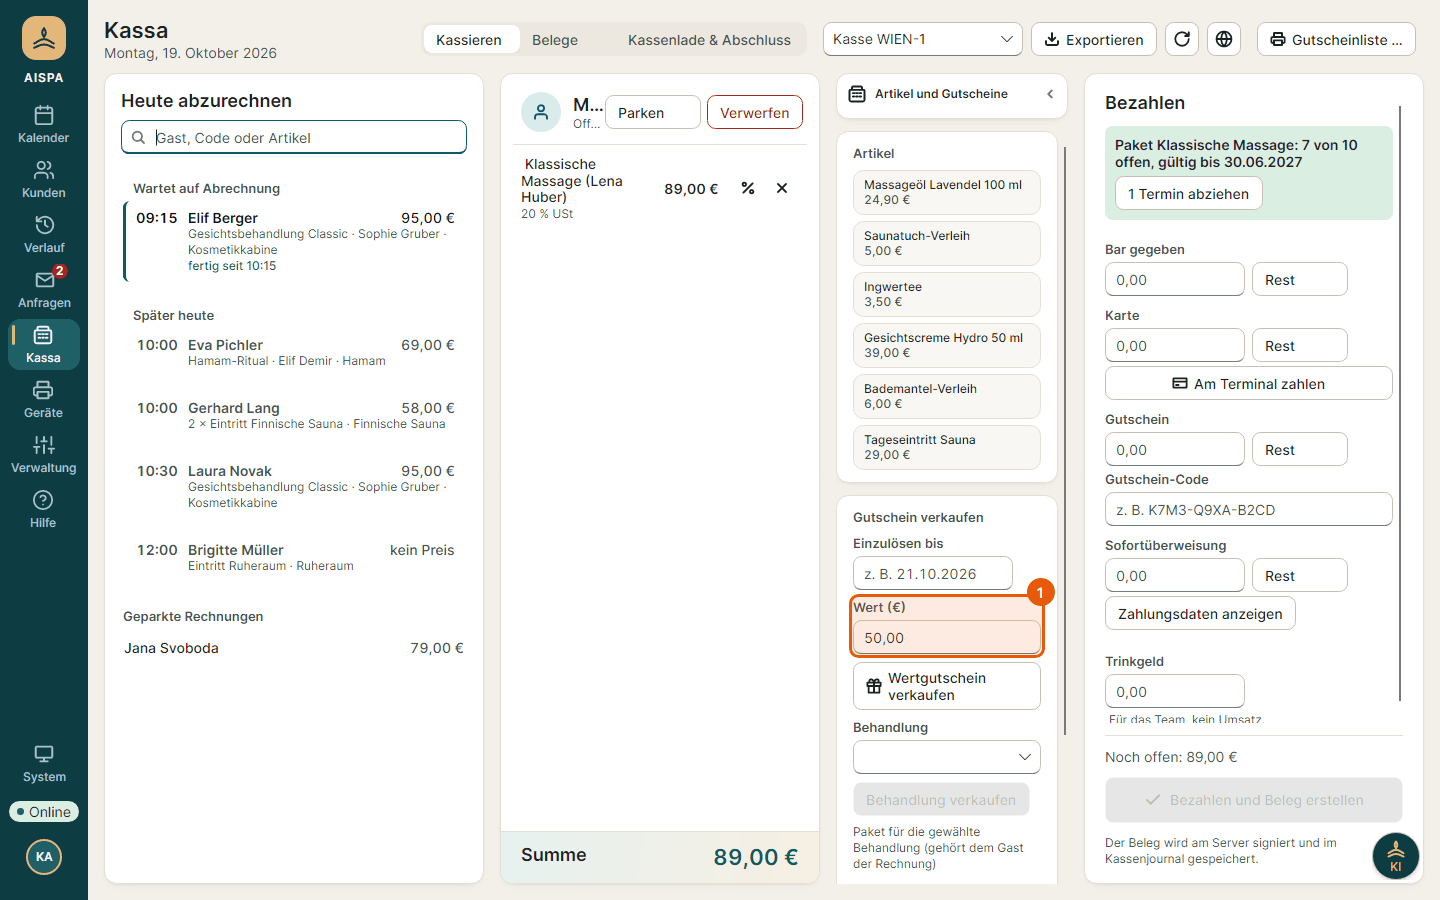 AISPA
Kalender
Kunden
Verlauf
2
Anfragen
Kassa
Geräte
Verwaltung
Hilfe
System
Online
KA
Kassa
Montag, 19. Oktober 2026
Kassieren
Belege
Kassenlade & Abschluss
Kasse WIEN-1
Exportieren
Gutscheinliste ...
Heute abzurechnen
Gast, Code oder Artikel
Wartet auf Abrechnung
09:15 Elif Berger 95,00 €
Gesichtsbehandlung Classic · Sophie Gruber ·
Kosmetikkabine
fertig seit 10:15
Später heute
10:00 Eva Pichler 69,00 €
Hamam-Ritual · Elif Demir · Hamam
10:00 Gerhard Lang 58,00 €
2 × Eintritt Finnische Sauna · Finnische Sauna
10:30 Laura Novak 95,00 €
Gesichtsbehandlung Classic · Sophie Gruber ·
Kosmetikkabine
12:00 Brigitte Müller kein Preis
Eintritt Ruheraum · Ruheraum
Geparkte Rechnungen
Jana Svoboda 79,00 €
M...
Off...
Parken
Verwerfen
Klassische
Massage (Lena
Huber)
89,00 €
20 % USt
Summe 89,00 €
Artikel und Gutscheine
Artikel
Massageöl Lavendel 100 ml
24,90 €
Saunatuch-Verleih
5,00 €
Ingwertee
3,50 €
Gesichtscreme Hydro 50 ml
39,00 €
Bademantel-Verleih
6,00 €
Tageseintritt Sauna
29,00 €
Gutschein verkaufen
Einzulösen bis
z. B. 21.10.2026
1
Wert (€)
50,00
Wertgutschein
verkaufen
Behandlung
Behandlung verkaufen
Paket für die gewählte
Behandlung (gehört dem Gast
der Rechnung)
Bezahlen
Paket Klassische Massage: 7 von 10
offen, gültig bis 30.06.2027
1 Termin abziehen
Bar gegeben
0,00 Rest
Karte
0,00 Rest
Am Terminal zahlen
Gutschein
0,00 Rest
Gutschein-Code
z. B. K7M3-Q9XA-B2CD
Sofortüberweisung
0,00 Rest
Zahlungsdaten anzeigen
Trinkgeld
0,00
Für das Team, kein Umsatz.
Noch offen: 89,00 €
Bezahlen und Beleg erstellen
Der Beleg wird am Server signiert und im
Kassenjournal gespeichert.
KI